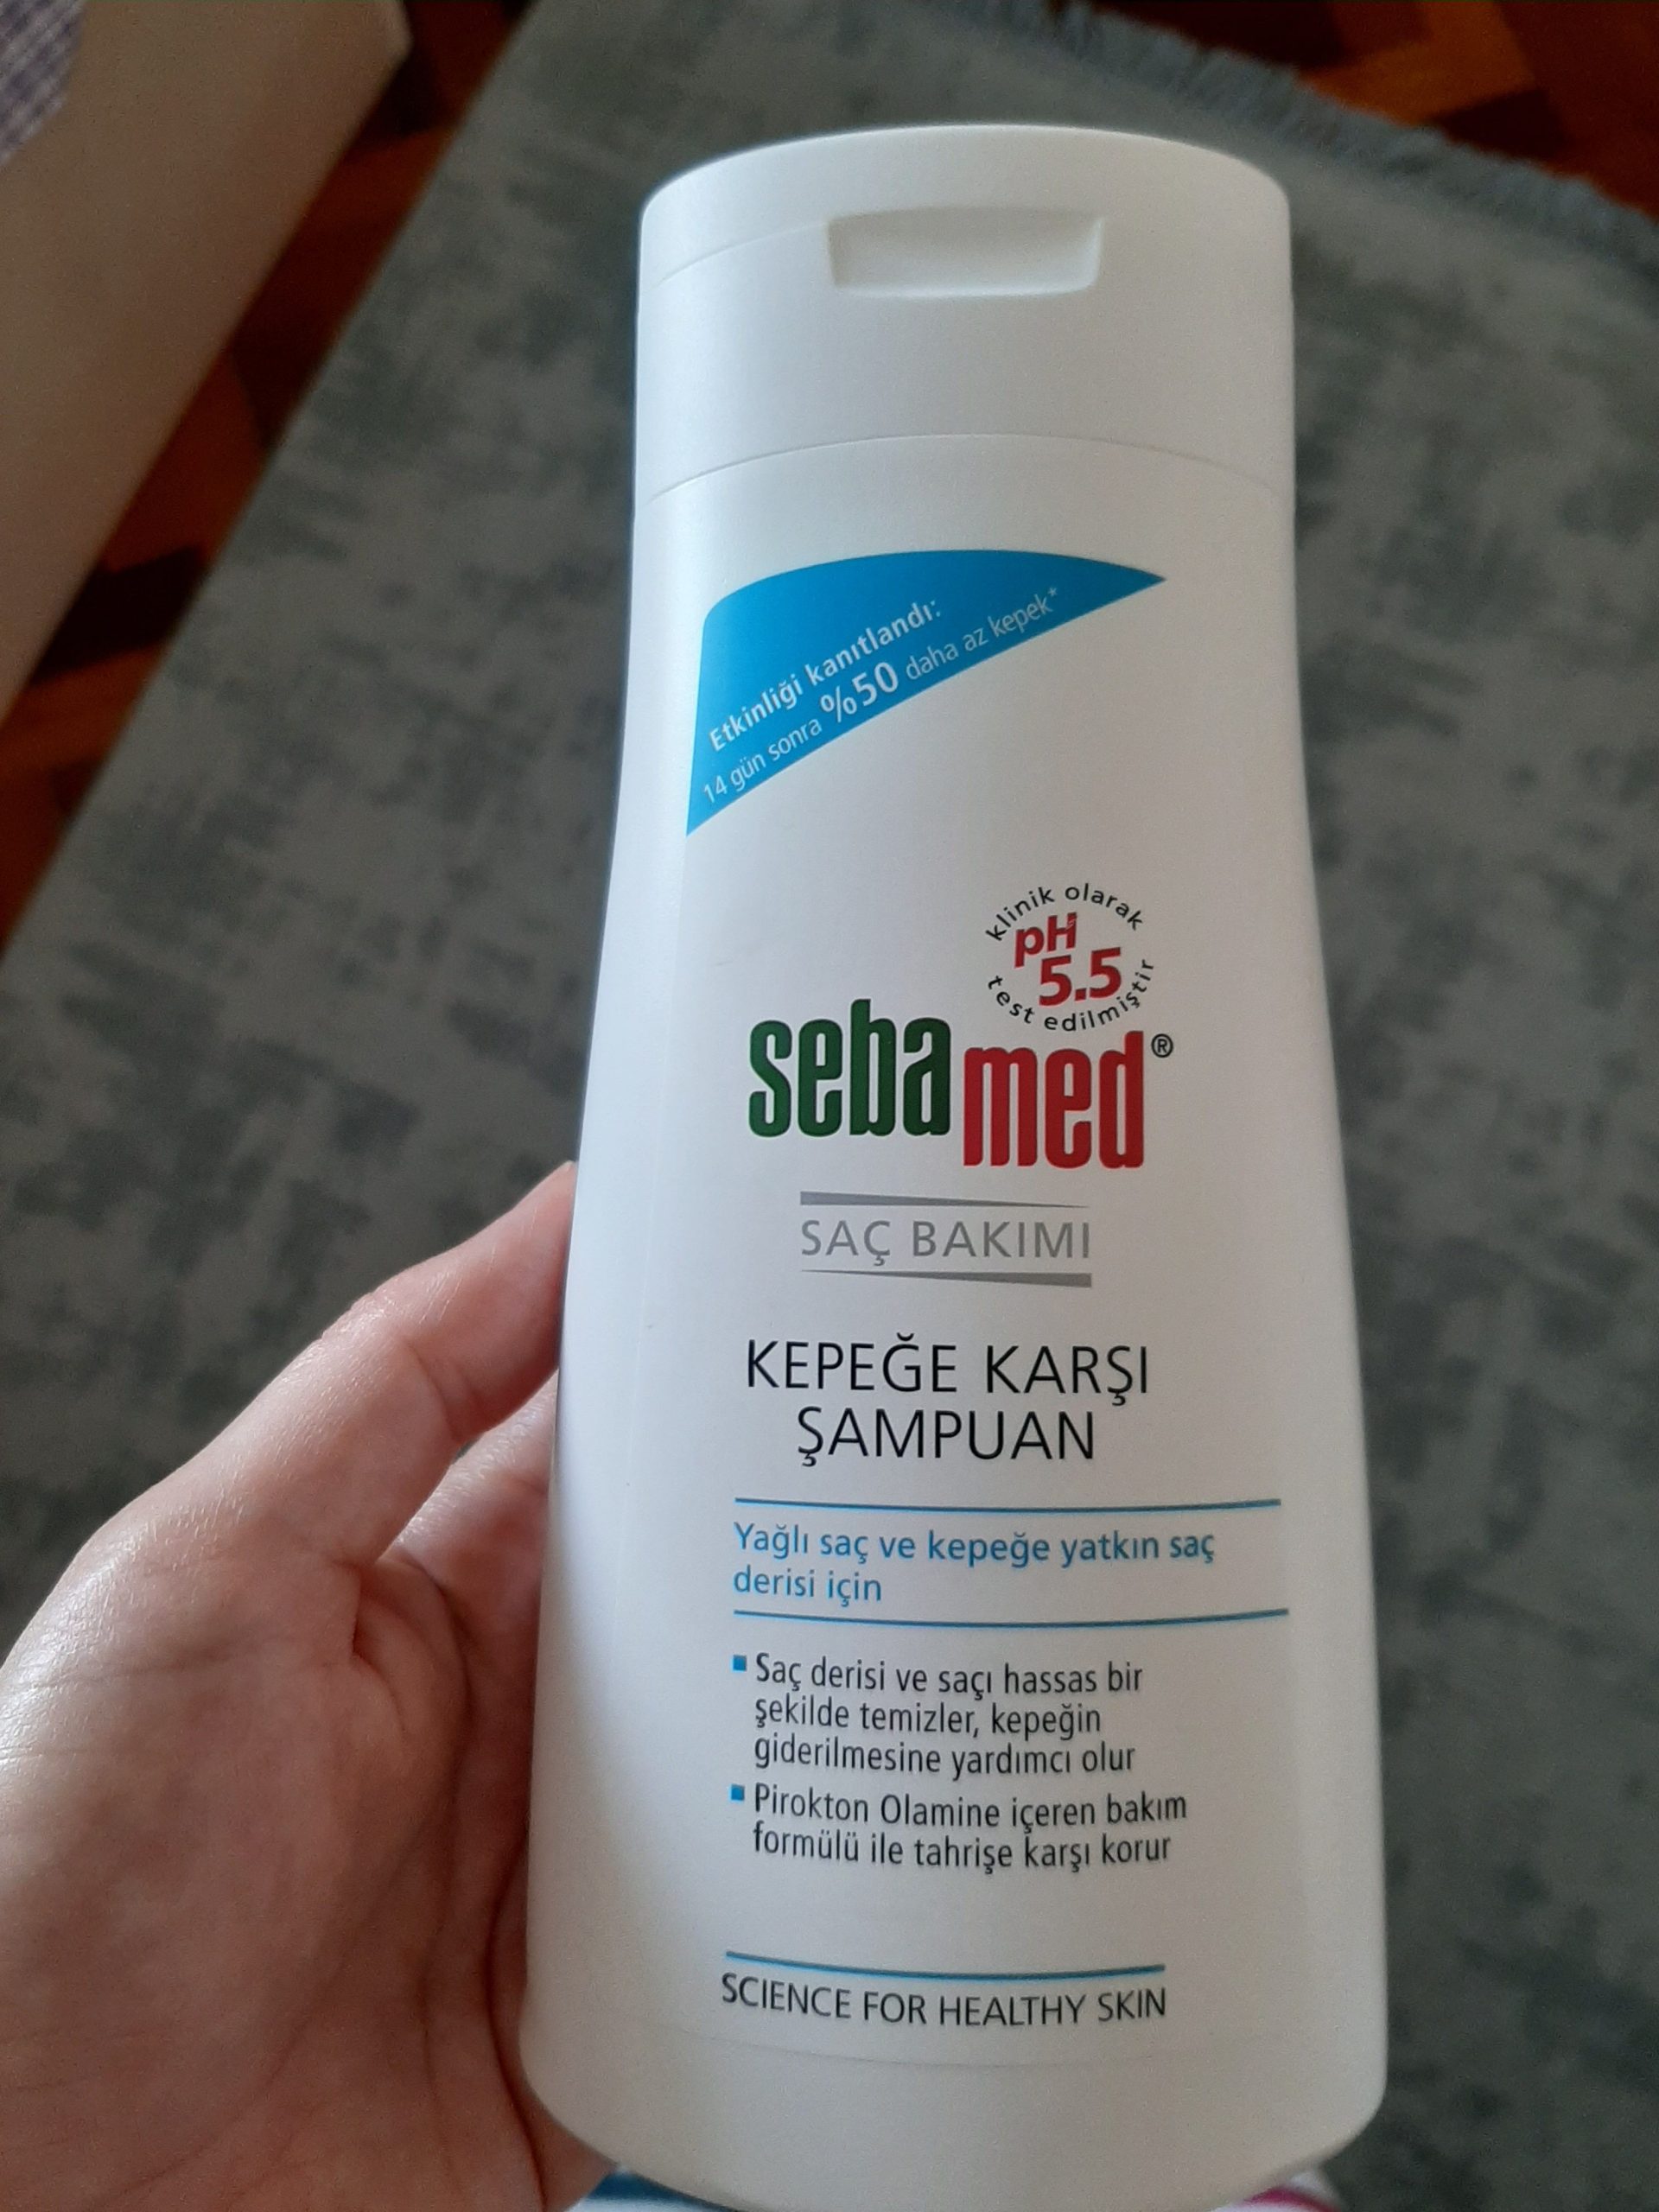 Etkinliği kanıtlandı:
14 gün sonra %50 daha az kepek*
klinik olarak
pH
5.5
test edilmiştir
sebamed®
SAÇ BAKIMI
KEPEĞE KARŞI
ŞAMPUAN
Yağlı saç ve kepeğe yatkın saç
derisi için
▪ Saç derisi ve saçı hassas bir
şekilde temizler, kepeğin
giderilmesine yardımcı olur
▪ Pirokton Olamine içeren bakım
formülü ile tahrişe karşı korur
SCIENCE FOR HEALTHY SKIN